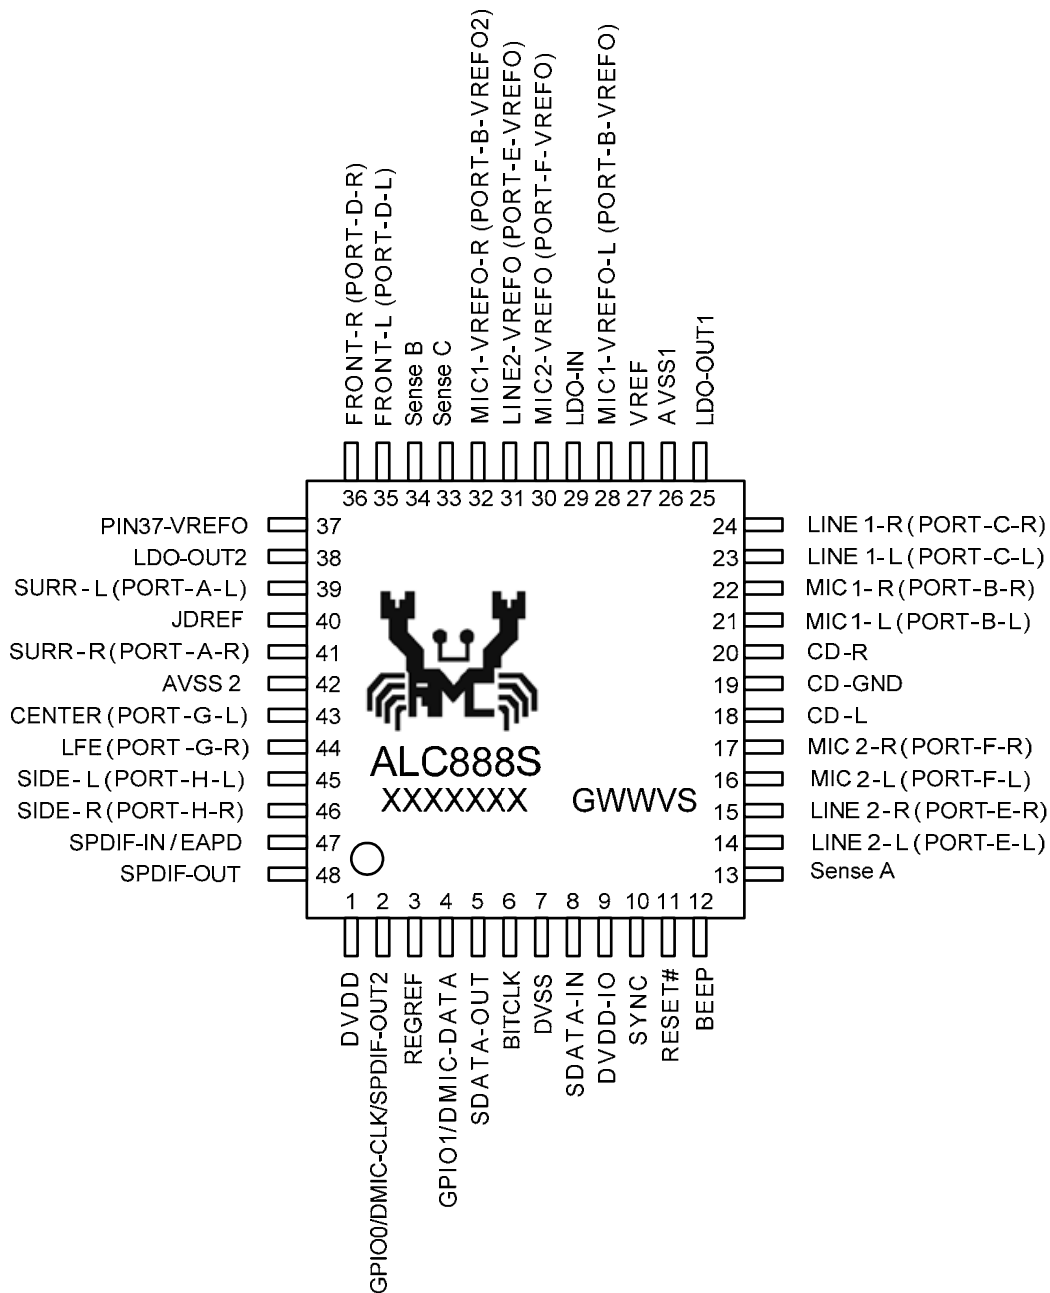 FRONT-R (PORT-D-R)
FRONT-L (PORT-D-L)
Sense B
Sense C
MIC1-VREFO-R (PORT-B-VREFO2)
LINE2-VREFO (PORT-E-VREFO)
MIC2-VREFO (PORT-F-VREFO)
LDO-IN
MIC1-VREFO-L (PORT-B-VREFO)
VREF
AVSS1
LDO-OUT1
36 35 34 33 32 31 30 29 28 27 26 25
PIN37-VREFO 37
LDO-OUT2 38
SURR-L (PORT-A-L) 39
JDREF 40
SURR-R (PORT-A-R) 41
AVSS 2 42
CENTER (PORT-G-L) 43
LFE (PORT-G-R) 44
SIDE-L (PORT-H-L) 45
SIDE-R (PORT-H-R) 46
SPDIF-IN / EAPD 47
SPDIF-OUT 48
ALC888S
XXXXXXX GWWVS
24 LINE 1-R (PORT-C-R)
23 LINE 1-L (PORT-C-L)
22 MIC 1-R (PORT-B-R)
21 MIC 1-L (PORT-B-L)
20 CD-R
19 CD-GND
18 CD-L
17 MIC 2-R (PORT-F-R)
16 MIC 2-L (PORT-F-L)
15 LINE 2-R (PORT-E-R)
14 LINE 2-L (PORT-E-L)
13 Sense A
1 2 3 4 5 6 7 8 9 10 11 12
DVDD
GPIO0/DMIC-CLK/SPDIF-OUT2
REGREF
GPIO1/DMIC-DATA
SDATA-OUT
BITCLK
DVSS
SDATA-IN
DVDD-IO
SYNC
RESET#
BEEP